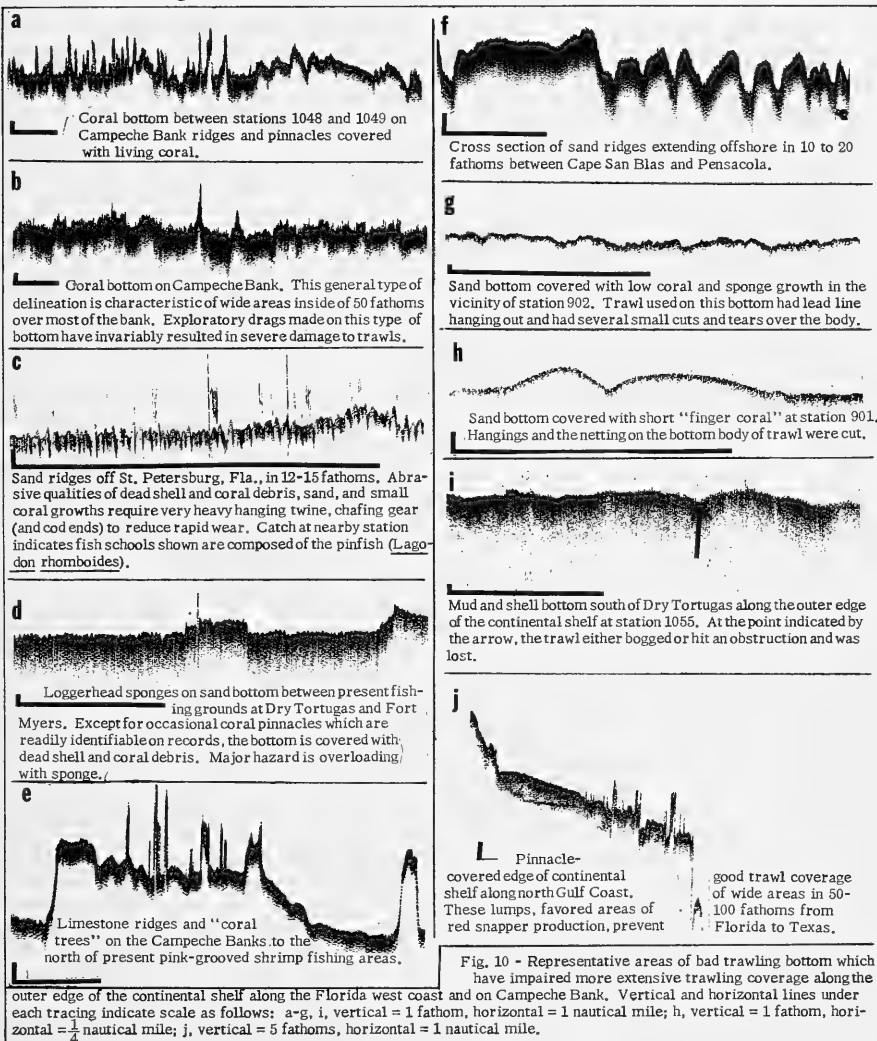 a
Coral bottom between stations 1048 and 1049 on
Campeche Bank ridges and pinnacles covered
with living coral.
b
Coral bottom on Campeche Bank. This general type of
delineation is characteristic of wide areas inside of 50 fathoms
over most of the bank. Exploratory drags made on this type of
bottom have invariably resulted in severe damage to trawls.
c
Sand ridges off St. Petersburg, Fla., in 12-15 fathoms. Abra-
sive qualities of dead shell and coral debris, sand, and small
coral growths require very heavy hanging twine, chafing gear
(and cod ends) to reduce rapid wear. Catch at nearby station
indicates fish schools shown are composed of the pinfish (Lago-
don rhomboides).
d
Loggerhead sponges on sand bottom between present fish-
ing grounds at Dry Tortugas and Fort
Myers. Except for occasional coral pinnacles which are
readily identifiable on records, the bottom is covered with
dead shell and coral debris. Major hazard is overloading
with sponge.
e
Limestone ridges and "coral
trees" on the Campeche Banks to the
north of present pink-grooved shrimp fishing areas.
f
Cross section of sand ridges extending offshore in 10 to 20
fathoms between Cape San Blas and Pensacola.
g
Sand bottom covered with low coral and sponge growth in the
vicinity of station 902. Trawl used on this bottom had lead line
hanging out and had several small cuts and tears over the body.
h
Sand bottom covered with short "finger coral" at station 901.
Hangings and the netting on the bottom body of trawl were cut.
i
Mud and shell bottom south of Dry Tortugas along the outer edge
of the continental shelf at station 1055. At the point indicated by
the arrow, the trawl either bogged or hit an obstruction and was
lost.
j
Pinnacle-
covered edge of continental
shelf along north Gulf Coast.
These lumps, favored areas of
red snapper production, prevent
good trawl coverage
of wide areas in 50-
100 fathoms from
Florida to Texas.
Fig. 10 - Representative areas of bad trawling bottom which
have impaired more extensive trawling coverage along the
outer edge of the continental shelf along the Florida west coast and on Campeche Bank. Vertical and horizontal lines under
each tracing indicate scale as follows: a-g, i, vertical = 1 fathom, horizontal = 1 nautical mile; h, vertical = 1 fathom, hori-
zontal = 1/4 nautical mile; j, vertical = 5 fathoms, horizontal = 1 nautical mile.